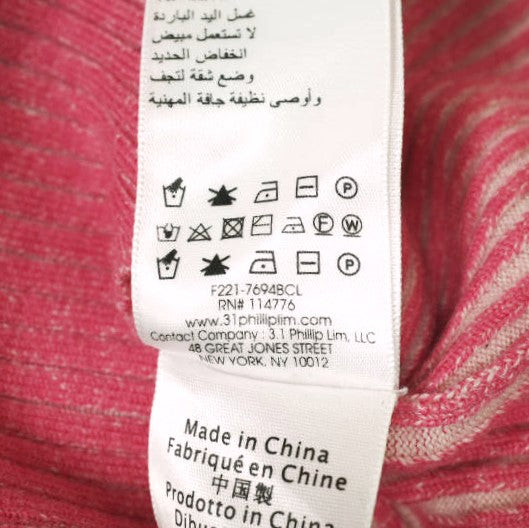 غسل اليد الباردة
لا تستعمل مبيض
انخفاض الحديد
وضع شقة لتجف
وأوصى نظيفة جافة المهنية
P
F W
P
F221-7694BCL
RN# 114776
www.31philliplim.com
Contact Company : 3.1 Phillip Lim, LLC
48 GREAT JONES STREET
NEW YORK, NY 10012
Made in China
Fabriqué en Chine
中国製
Prodotto in China